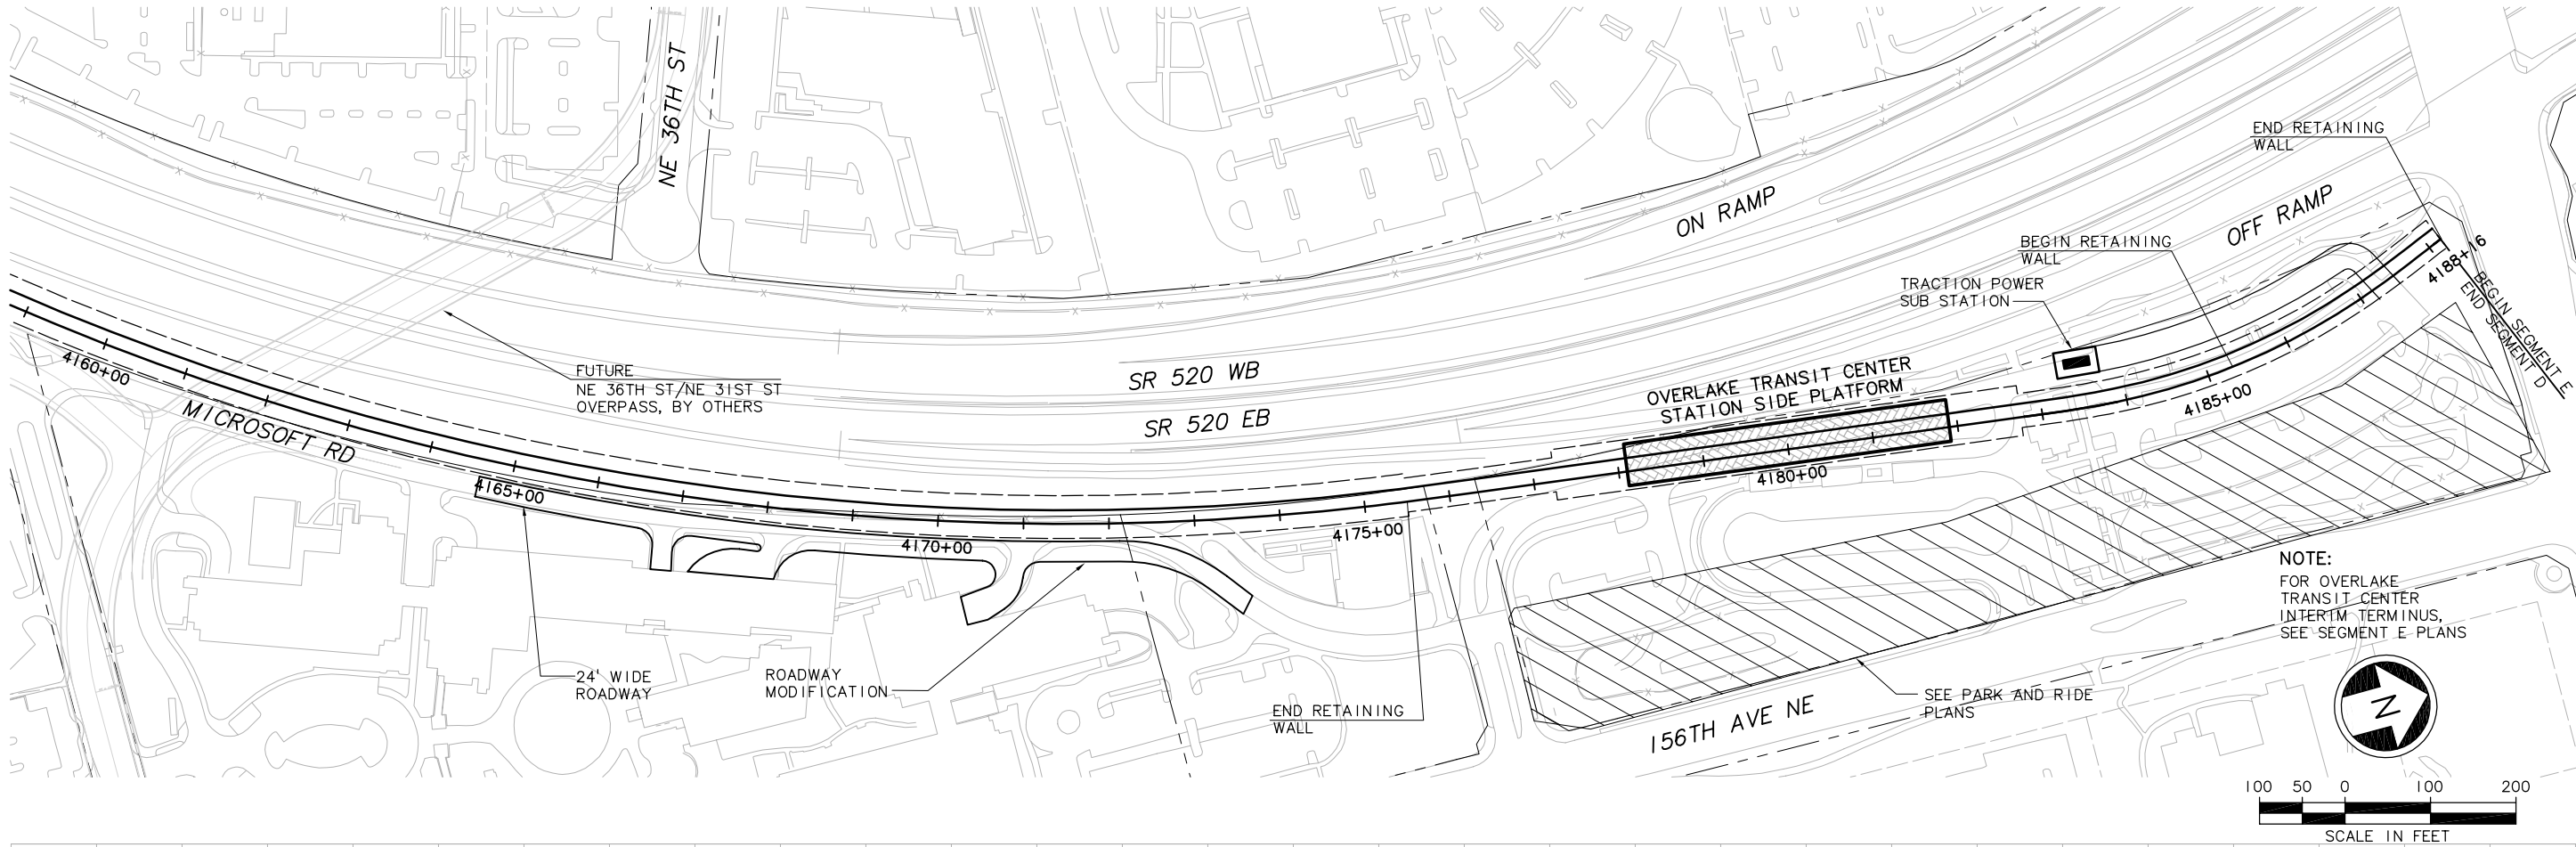 NE 36TH ST
ON RAMP
OFF RAMP
END RETAINING
WALL
BEGIN RETAINING
WALL
TRACTION POWER
SUB STATION
4188+16
BEGIN SEGMENT E
END SEGMENT D
4160+00
MICROSOFT RD
FUTURE
NE 36TH ST/NE 31ST ST
OVERPASS, BY OTHERS
SR 520 WB
SR 520 EB
OVERLAKE TRANSIT CENTER
STATION SIDE PLATFORM
4185+00
4180+00
4165+00
4170+00
4175+00
24' WIDE
ROADWAY
ROADWAY
MODIFICATION
END RETAINING
WALL
156TH AVE NE
SEE PARK AND RIDE
PLANS
NOTE:
FOR OVERLAKE
TRANSIT CENTER
INTERIM TERMINUS,
SEE SEGMENT E PLANS
N
100 50 0 100 200
SCALE IN FEET